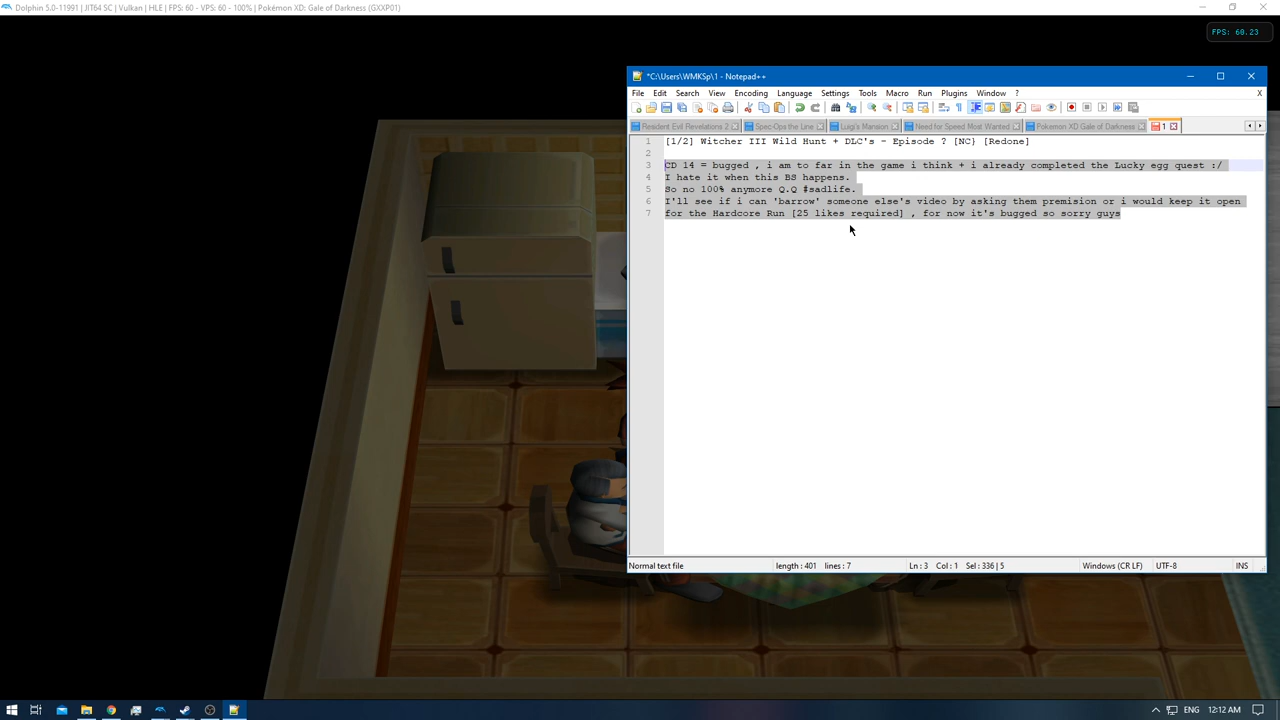 Dolphin 5.0-11991 | JIT64 SC | Vulkan | HLE | FPS: 60 - VPS: 60 - 100% | Pokémon XD: Gale of Darkness (GXXP01)
FPS: 60.23
*C:\Users\WMKSp\1 - Notepad++
File Edit Search View Encoding Language Settings Tools Macro Run Plugins Window ? X
Resident Evil Revelations 2 Spec-Ops the Line Luigi's Mansion Need for Speed Most Wanted Pokemon XD Gale of Darkness 1
1 [1/2] Witcher III Wild Hunt + DLC's - Episode ? [NC} [Redone]
2
3 CD 14 = bugged , i am to far in the game i think + i already completed the Lucky egg quest :/
4 I hate it when this BS happens.
5 So no 100% anymore Q.Q #sadlife.
6 I'll see if i can 'barrow' someone else's video by asking them premision or i would keep it open
7 for the Hardcore Run [25 likes required] , for now it's bugged so sorry guys
Normal text file length : 401 lines : 7 Ln : 3 Col : 1 Sel : 336 | 5 Windows (CR LF) UTF-8 INS
ENG 12:12 AM